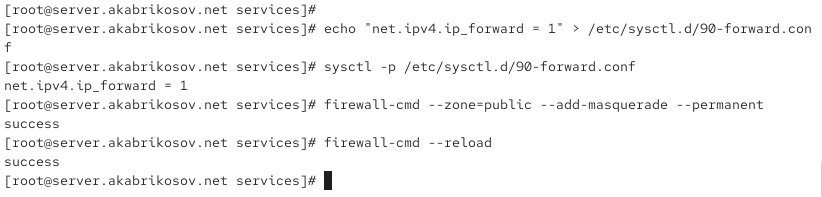 [root@server.akabrikosov.net services]#
[root@server.akabrikosov.net services]# echo "net.ipv4.ip_forward = 1" > /etc/sysctl.d/90-forward.con
f
[root@server.akabrikosov.net services]# sysctl -p /etc/sysctl.d/90-forward.conf
net.ipv4.ip_forward = 1
[root@server.akabrikosov.net services]# firewall-cmd --zone=public --add-masquerade --permanent
success
[root@server.akabrikosov.net services]# firewall-cmd --reload
success
[root@server.akabrikosov.net services]#